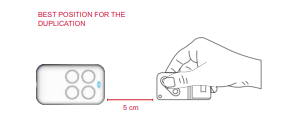 BEST POSITION FOR THE
DUPLICATION
5 cm